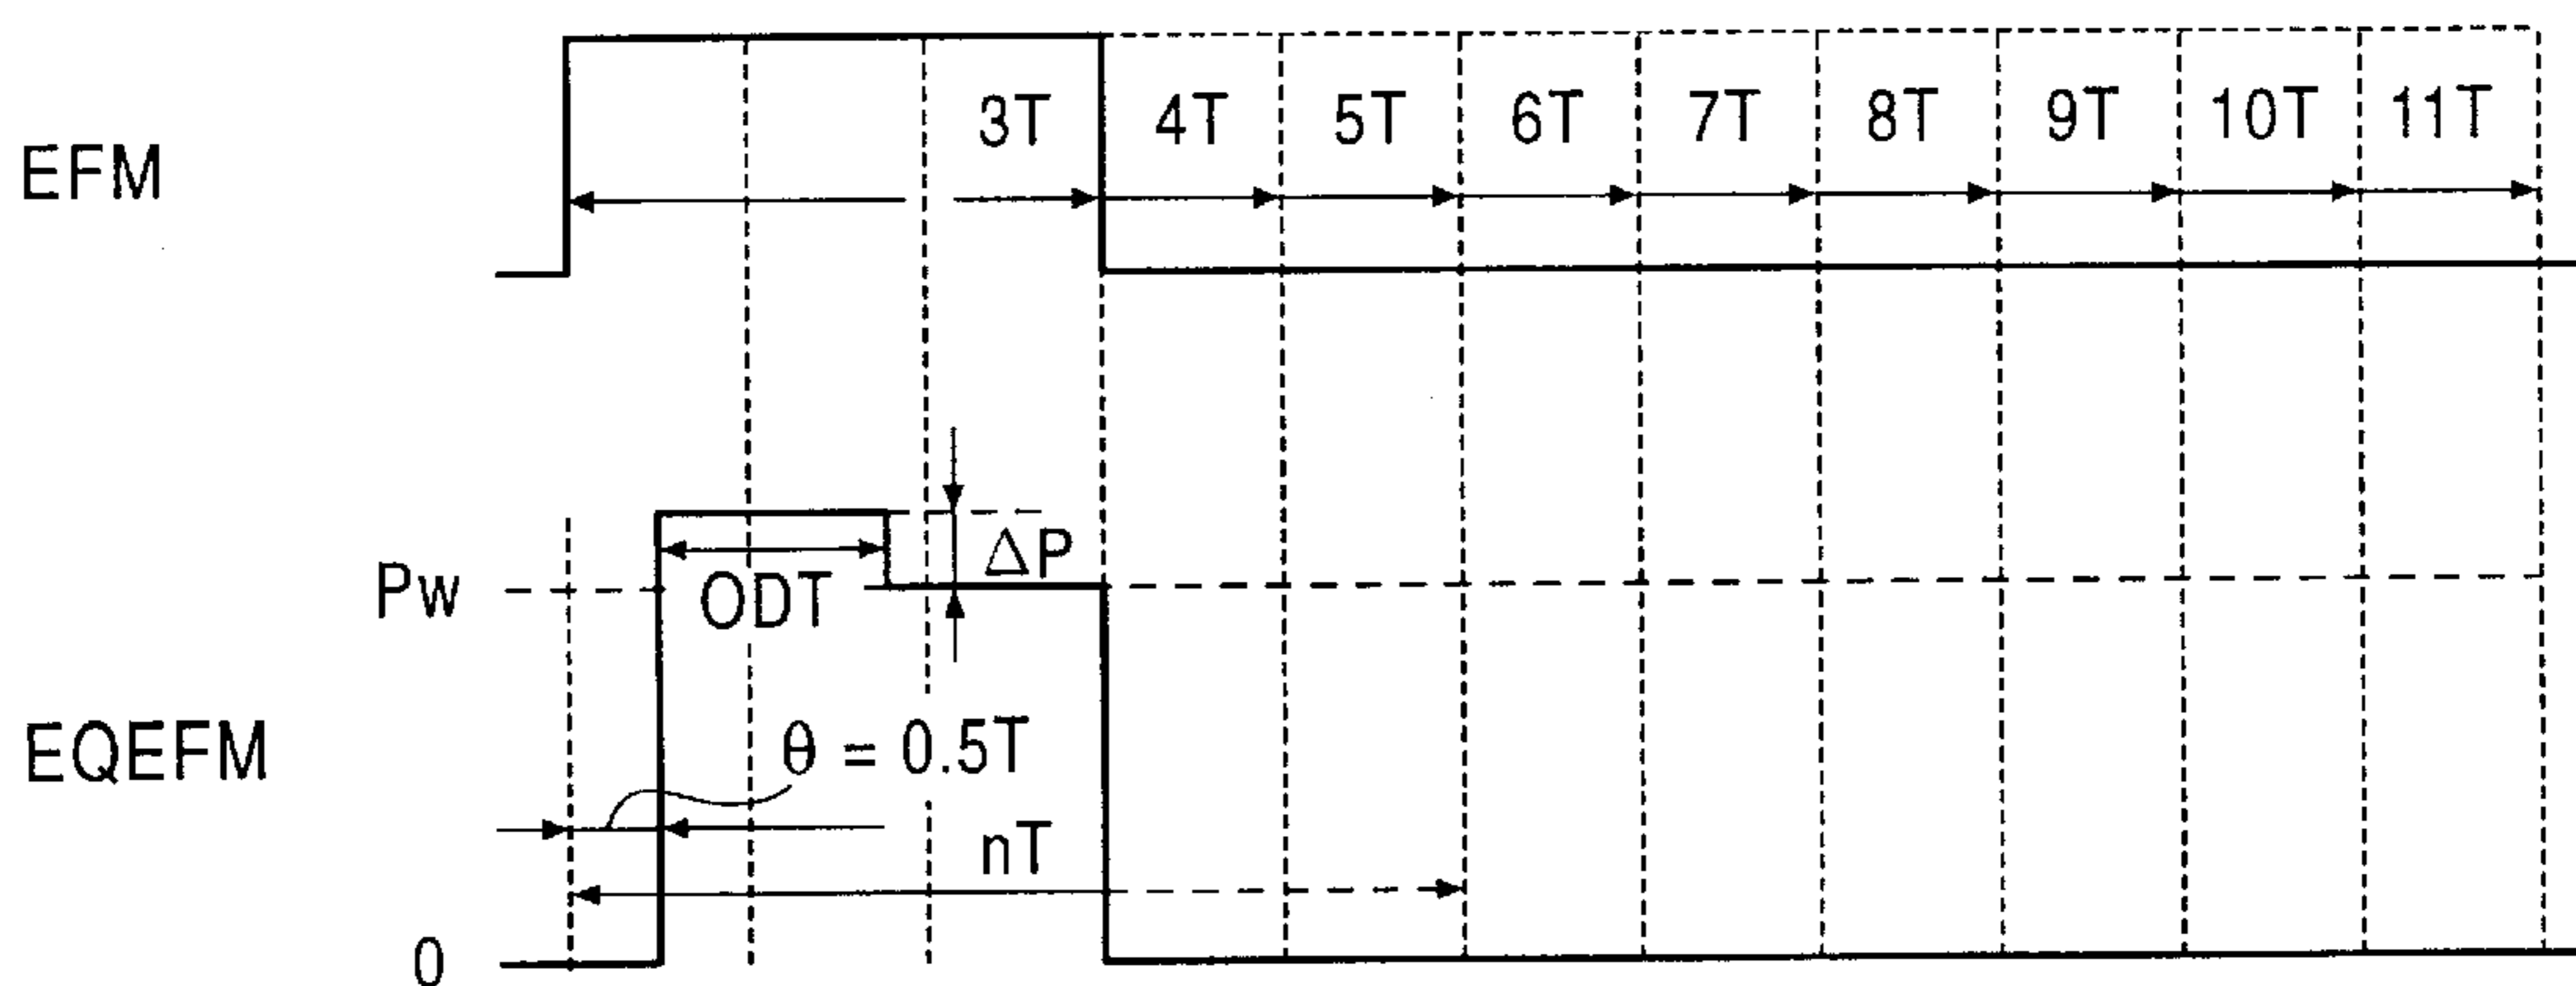 EFM
3T 4T 5T 6T 7T 8T 9T 10T 11T
ΔP
Pw
ODT
EQEFM
θ = 0.5T
nT
0